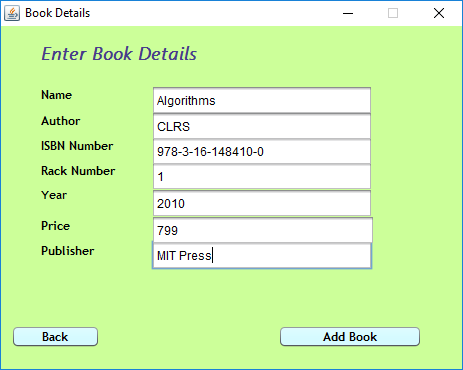 Book Details
Enter Book Details
Name Algorithms
Author CLRS
ISBN Number 978-3-16-148410-0
Rack Number 1
Year 2010
Price 799
Publisher MIT Press
Back Add Book